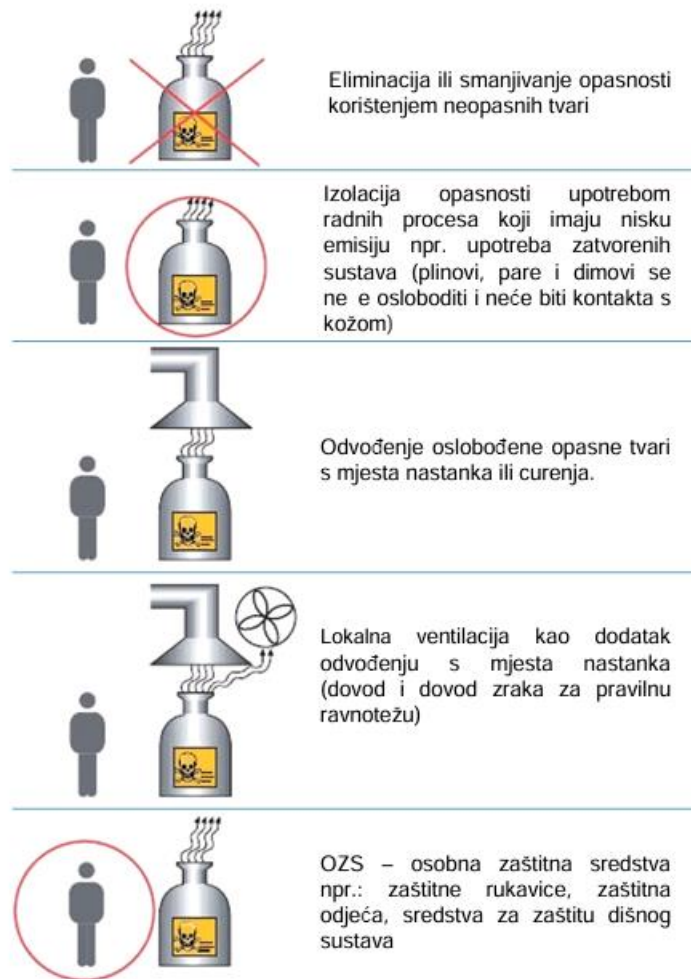 Eliminacija ili smanjivanje opasnosti
korištenjem neopasnih tvari
Izolacija opasnosti upotrebom
radnih procesa koji imaju nisku
emisiju npr. upotreba zatvorenih
sustava (plinovi, pare i dimovi se
ne e osloboditi i neće biti kontakta s
kožom)
Odvođenje oslobođene opasne tvari
s mjesta nastanka ili curenja.
Lokalna ventilacija kao dodatak
odvođenju s mjesta nastanka
(dovod i dovod zraka za pravilnu
ravnotežu)
OZS – osobna zaštitna sredstva
npr.: zaštitne rukavice, zaštitna
odjeća, sredstva za zaštitu dišnog
sustava